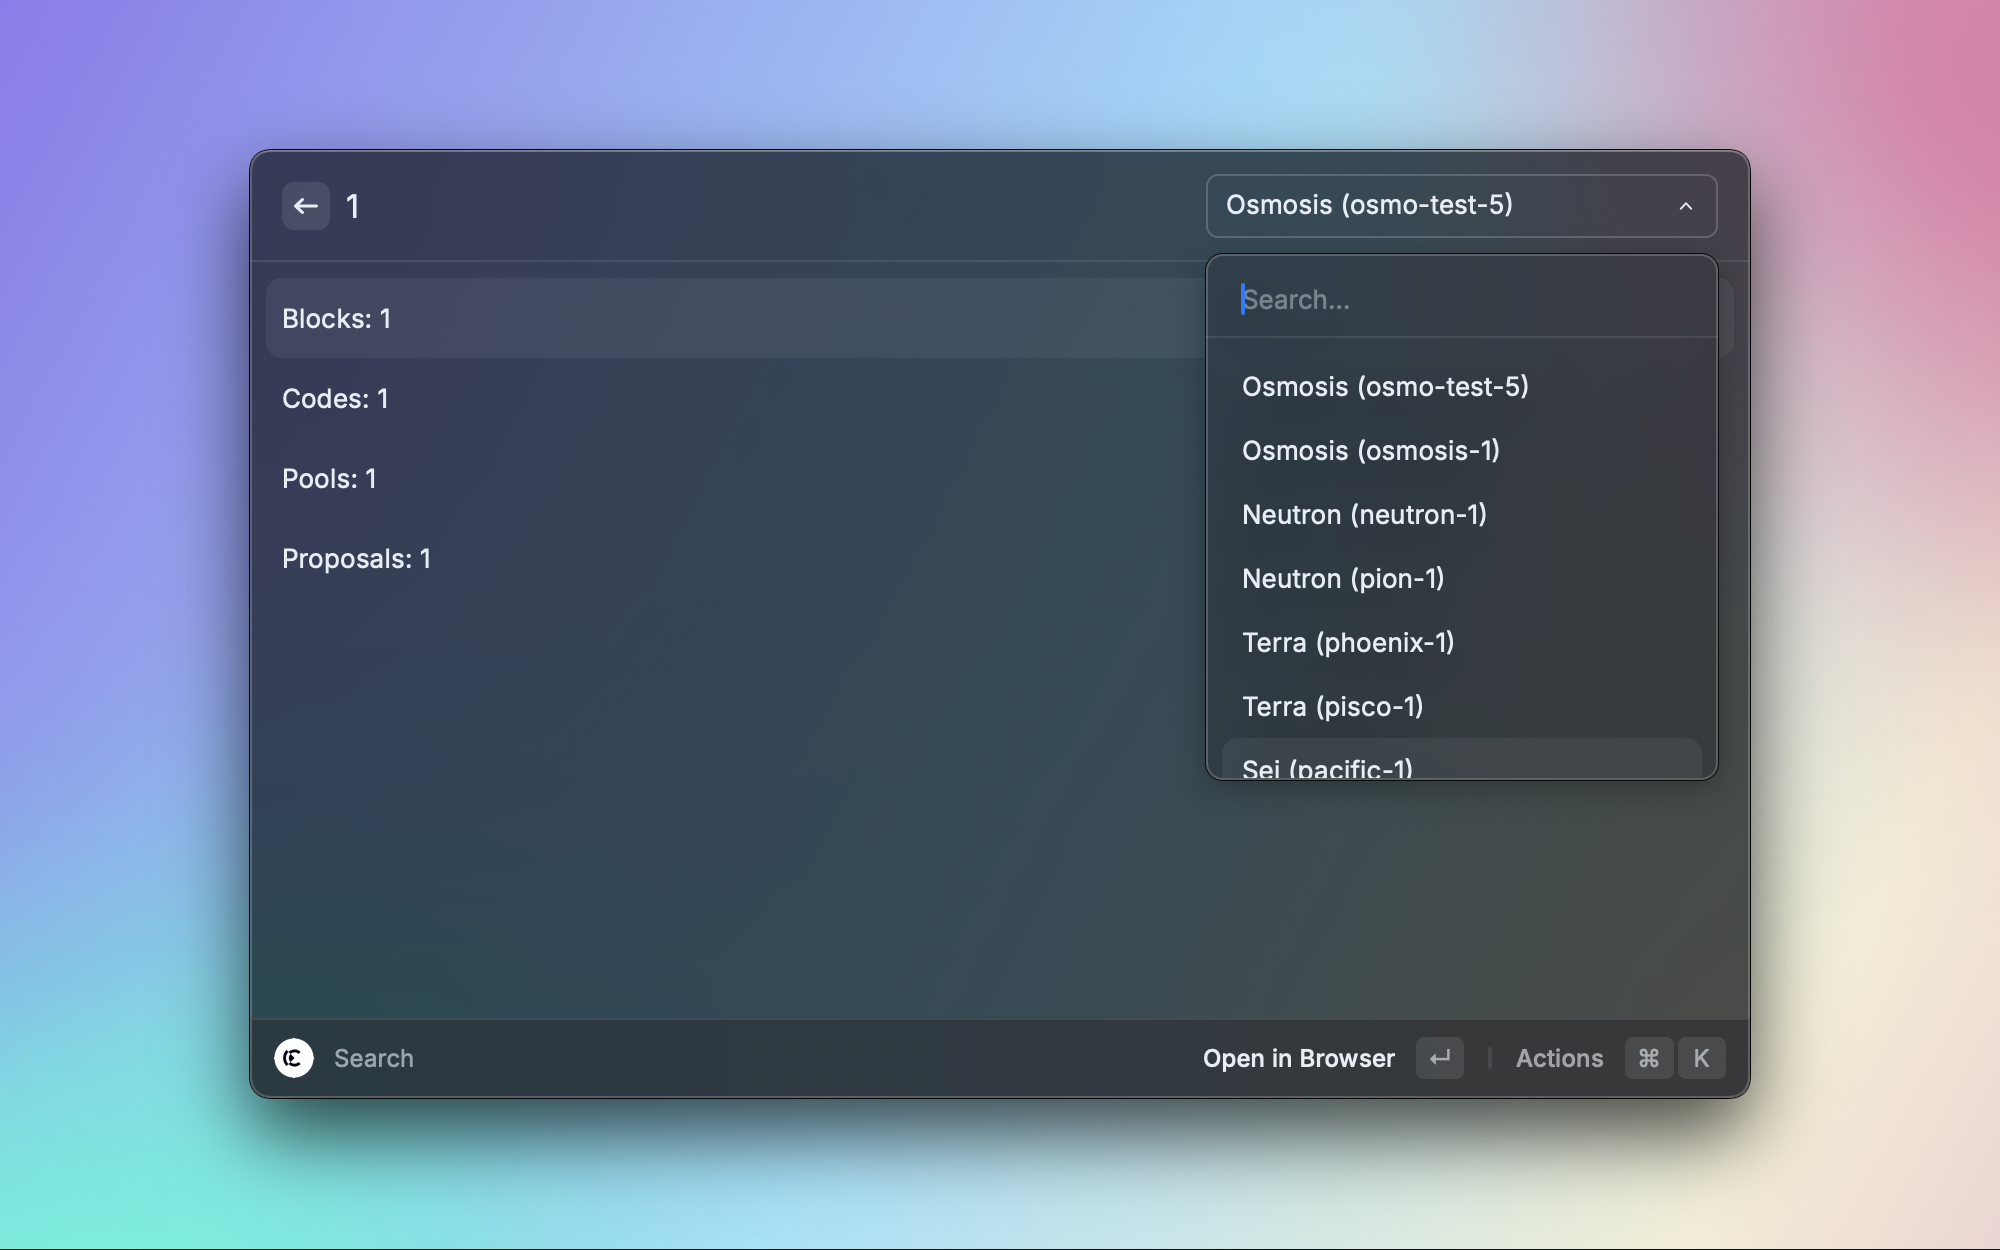 1
Osmosis (osmo-test-5)
Blocks: 1
Codes: 1
Pools: 1
Proposals: 1
Search...
Osmosis (osmo-test-5)
Osmosis (osmosis-1)
Neutron (neutron-1)
Neutron (pion-1)
Terra (phoenix-1)
Terra (pisco-1)
Sei (pacific-1)
Search
Open in Browser
Actions
⌘ K